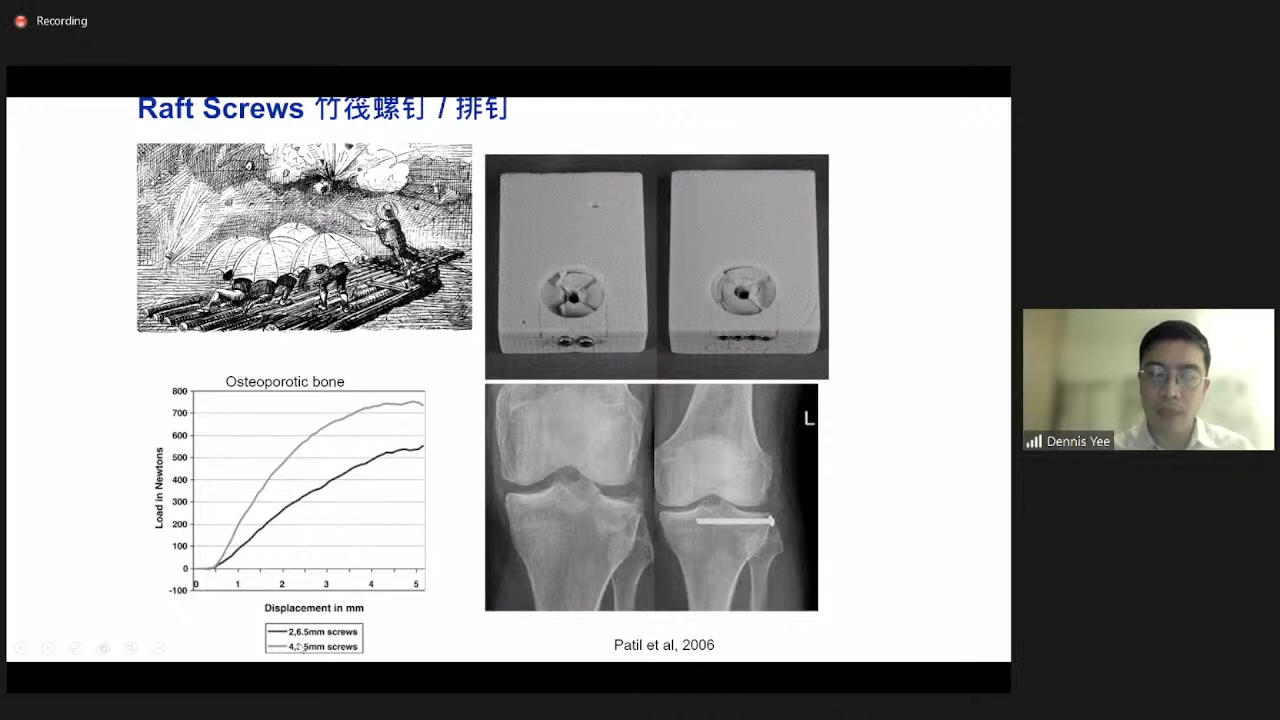 Recording
Raft Screws 竹筏螺钉 / 排钉
Osteoporotic bone
800
700
600
500
400
300
200
100
0
-100
Load in Newtons
0 1 2 3 4 5
Displacement in mm
2,6.5mm screws
4,3.5mm screws
L
Patil et al, 2006
Dennis Yee